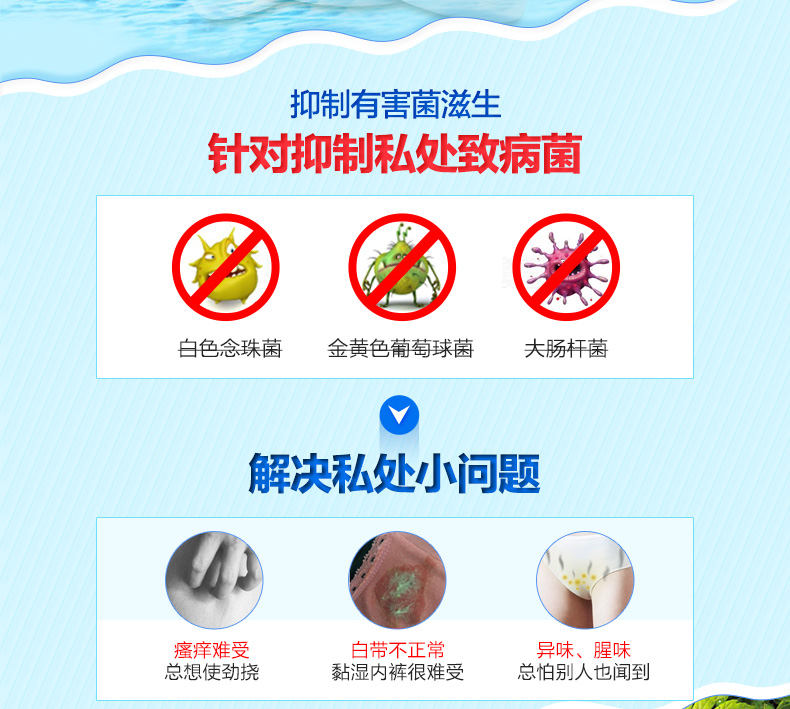 抑制有害菌滋生
针对抑制私处致病菌
白色念珠菌 金黄色葡萄球菌 大肠杆菌
解决私处小问题
瘙痒难受 白带不正常 异味、腥味
总想使劲挠 黏湿内裤很难受 总怕别人也闻到